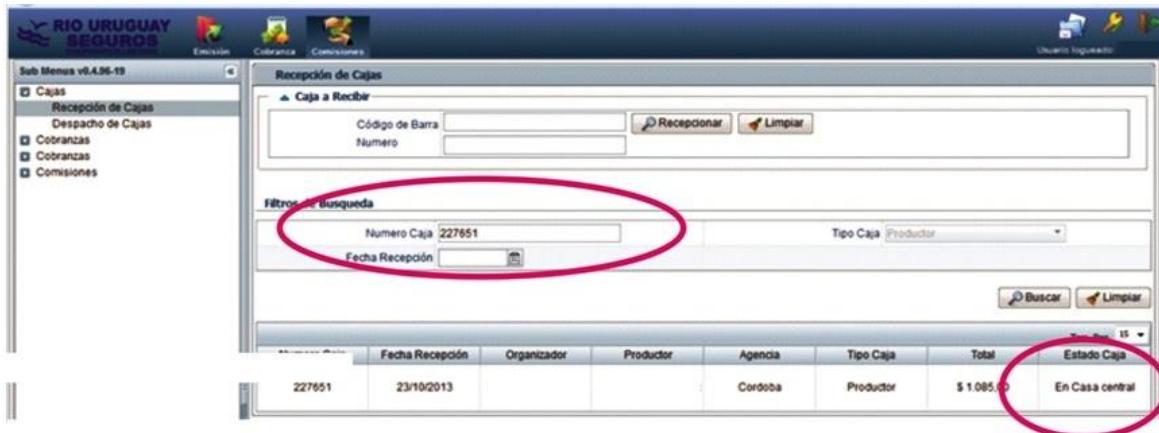 RIO URUGUAY
SEGUROS
Emisión
Cobranza
Comisiones
Usuario logueado:
Sub Menus v0.4.96-19
Cajas
Recepción de Cajas
Despacho de Cajas
Cobranzas
Cobranzas
Comisiones
Recepción de Cajas
Caja a Recibir
Código de Barra
Recepcionar
Limpiar
Numero
Filtros de Busqueda
Numero Caja 227651
Tipo Caja Productor
Fecha Recepción
Buscar
Limpiar
15
Fecha Recepción Organizador Productor Agencia Tipo Caja Total Estado Caja
227651 23/10/2013 Cordoba Productor $ 1.085, En Casa central